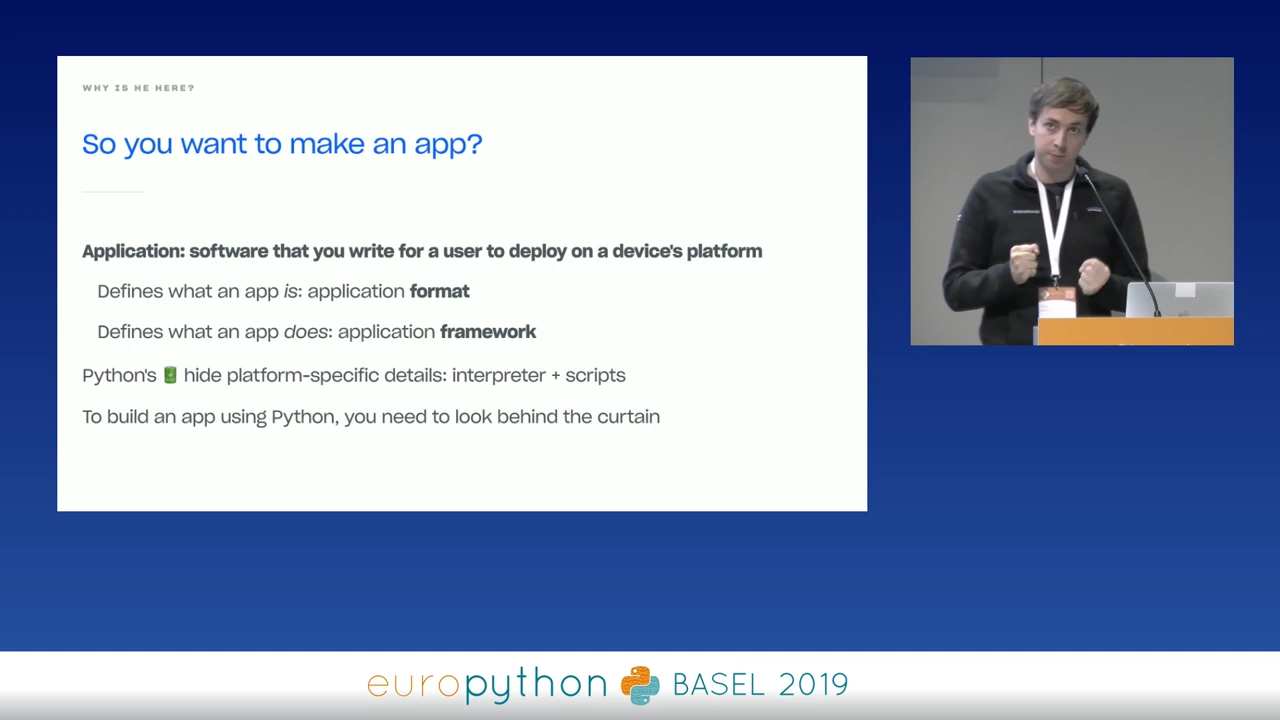 WHY IS HE HERE?
So you want to make an app?
Application: software that you write for a user to deploy on a device's platform
Defines what an app is: application format
Defines what an app does: application framework
Python's 🔋 hide platform-specific details: interpreter + scripts
To build an app using Python, you need to look behind the curtain
europython BASEL 2019